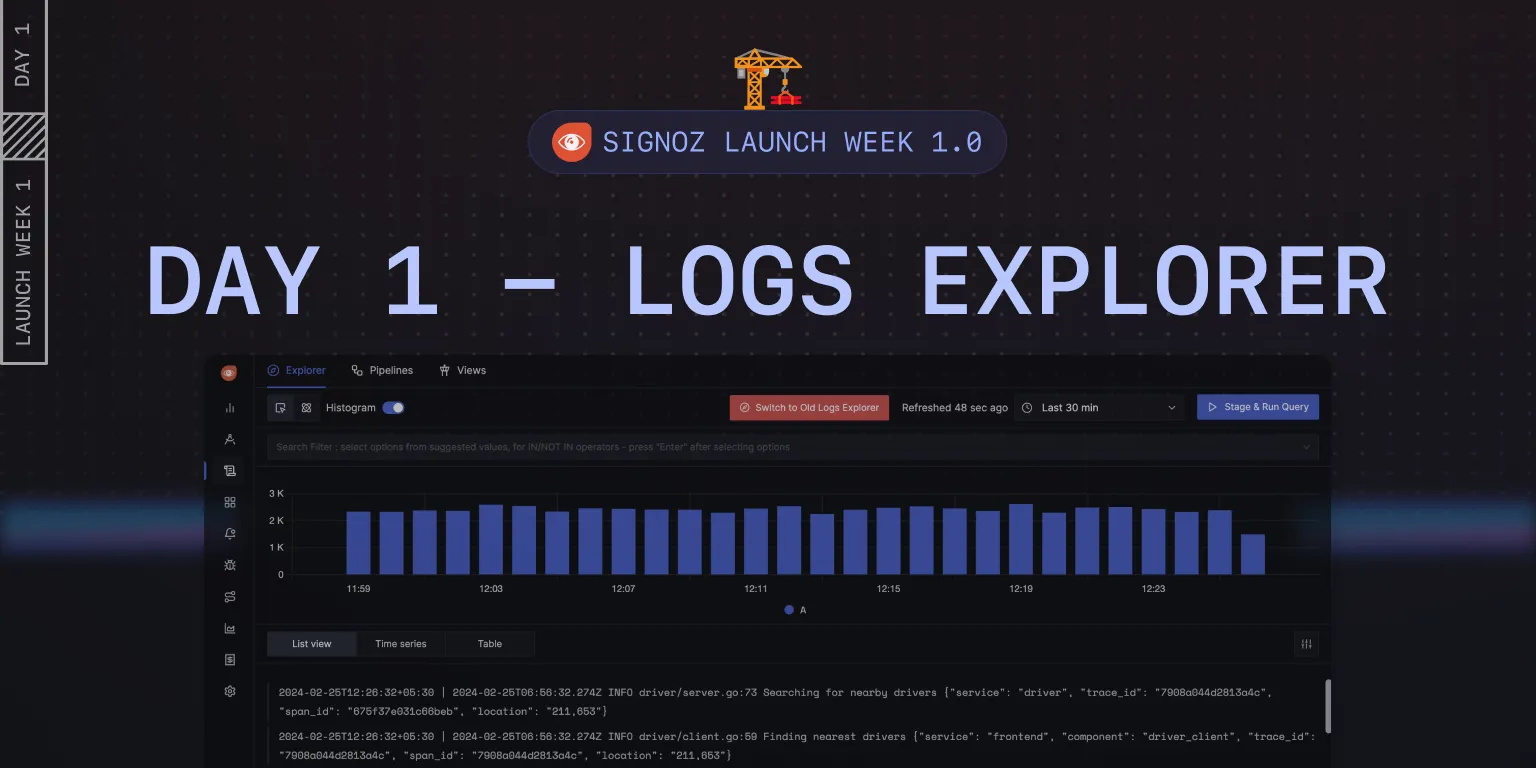 DAY 1
LAUNCH WEEK 1
SIGNOZ LAUNCH WEEK 1.0
DAY 1 — LOGS EXPLORER
Explorer Pipelines Views
Histogram Switch to Old Logs Explorer Refreshed 48 sec ago Last 30 min Stage & Run Query
Search Filter : select options from suggested values, for IN/NOT IN operators - press "Enter" after selecting options
3 K
2 K
1 K
0
11:59 12:03 12:07 12:11 12:15 12:19 12:23
A
List view Time series Table
2024-02-25T12:26:32+05:30 | 2024-02-25T06:56:32.274Z INFO driver/server.go:73 Searching for nearby drivers {"service": "driver", "trace_id": "7908a044d2813a4c",
"span_id": "675f37e031c66beb", "location": "211,653"}
2024-02-25T12:26:32+05:30 | 2024-02-25T06:56:32.274Z INFO driver/client.go:59 Finding nearest drivers {"service": "frontend", "component": "driver_client", "trace_id":
"7908a044d2813a4c", "span_id": "7908a044d2813a4c", "location": "211,653"}